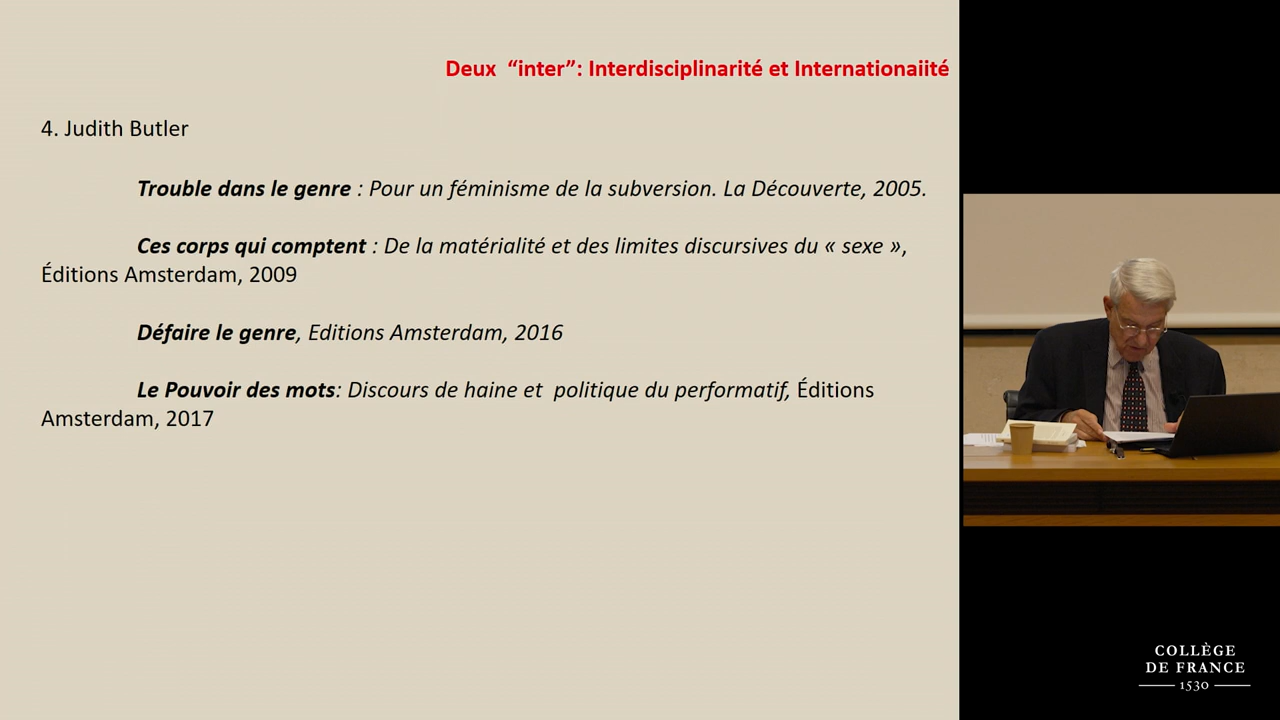 Deux “inter”: Interdisciplinarité et Internationaiité
4. Judith Butler
Trouble dans le genre : Pour un féminisme de la subversion. La Découverte, 2005.
Ces corps qui comptent : De la matérialité et des limites discursives du « sexe »,
Éditions Amsterdam, 2009
Défaire le genre, Editions Amsterdam, 2016
Le Pouvoir des mots: Discours de haine et politique du performatif, Éditions
Amsterdam, 2017
COLLÈGE
DE FRANCE
1530